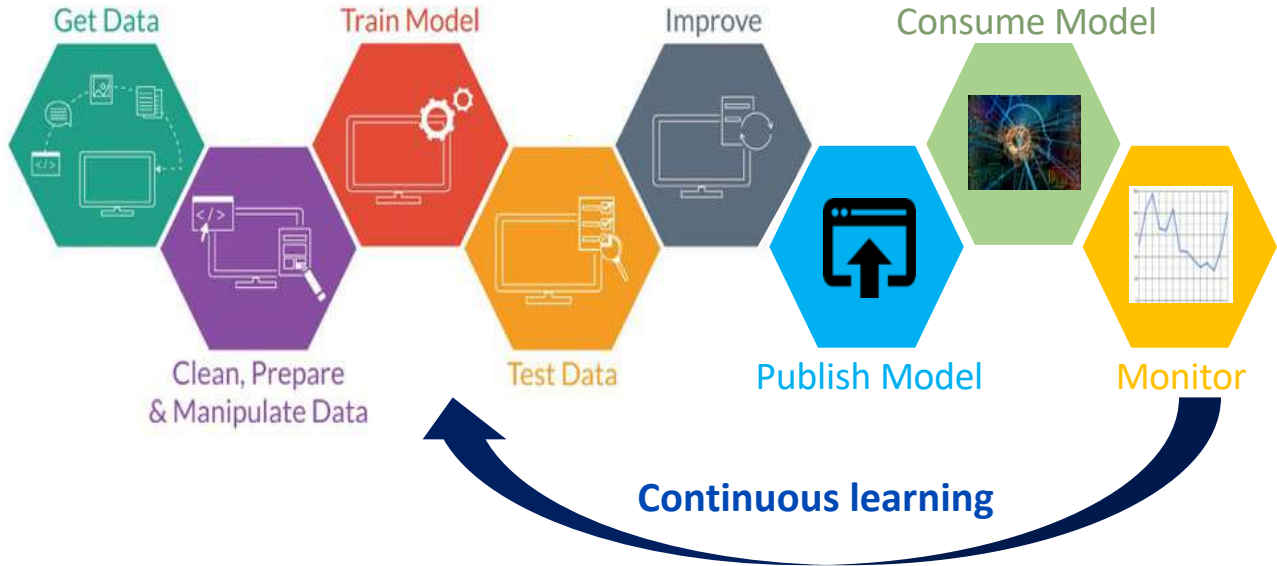 Get Data
Train Model
Improve
Consume Model
</>
</>
Clean, Prepare
& Manipulate Data
Test Data
Publish Model
Monitor
Continuous learning